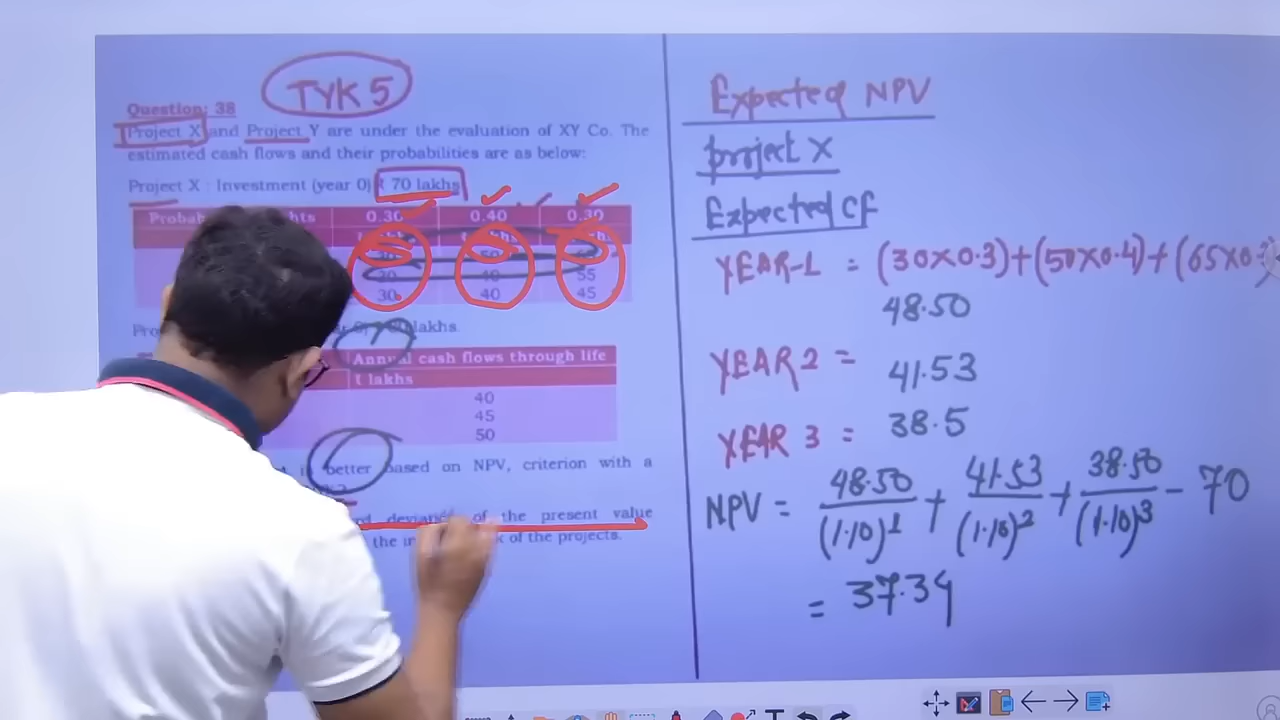 TYK 5
Question: 38
Project X and Project Y are under the evaluation of XY Co. The
estimated cash flows and their probabilities are as below:
Project X : Investment (year 0) ₹ 70 lakhs
0.30 0.40 0.30
30 40 55
30 40 45
lakhs.
Annual cash flows through life
₹ lakhs
40
45
50
better based on NPV, criterion with a
deviation of the present value
the of the projects.
Expected NPV
project X
Expected CF
YEAR-1 = (30×0.3)+(50×0.4)+(65×0.
48.50
YEAR 2 = 41.53
YEAR 3 = 38.5
NPV = 48.50/(1.10)¹ + 41.53/(1.10)² + 38.50/(1.10)³ - 70
= 37.34